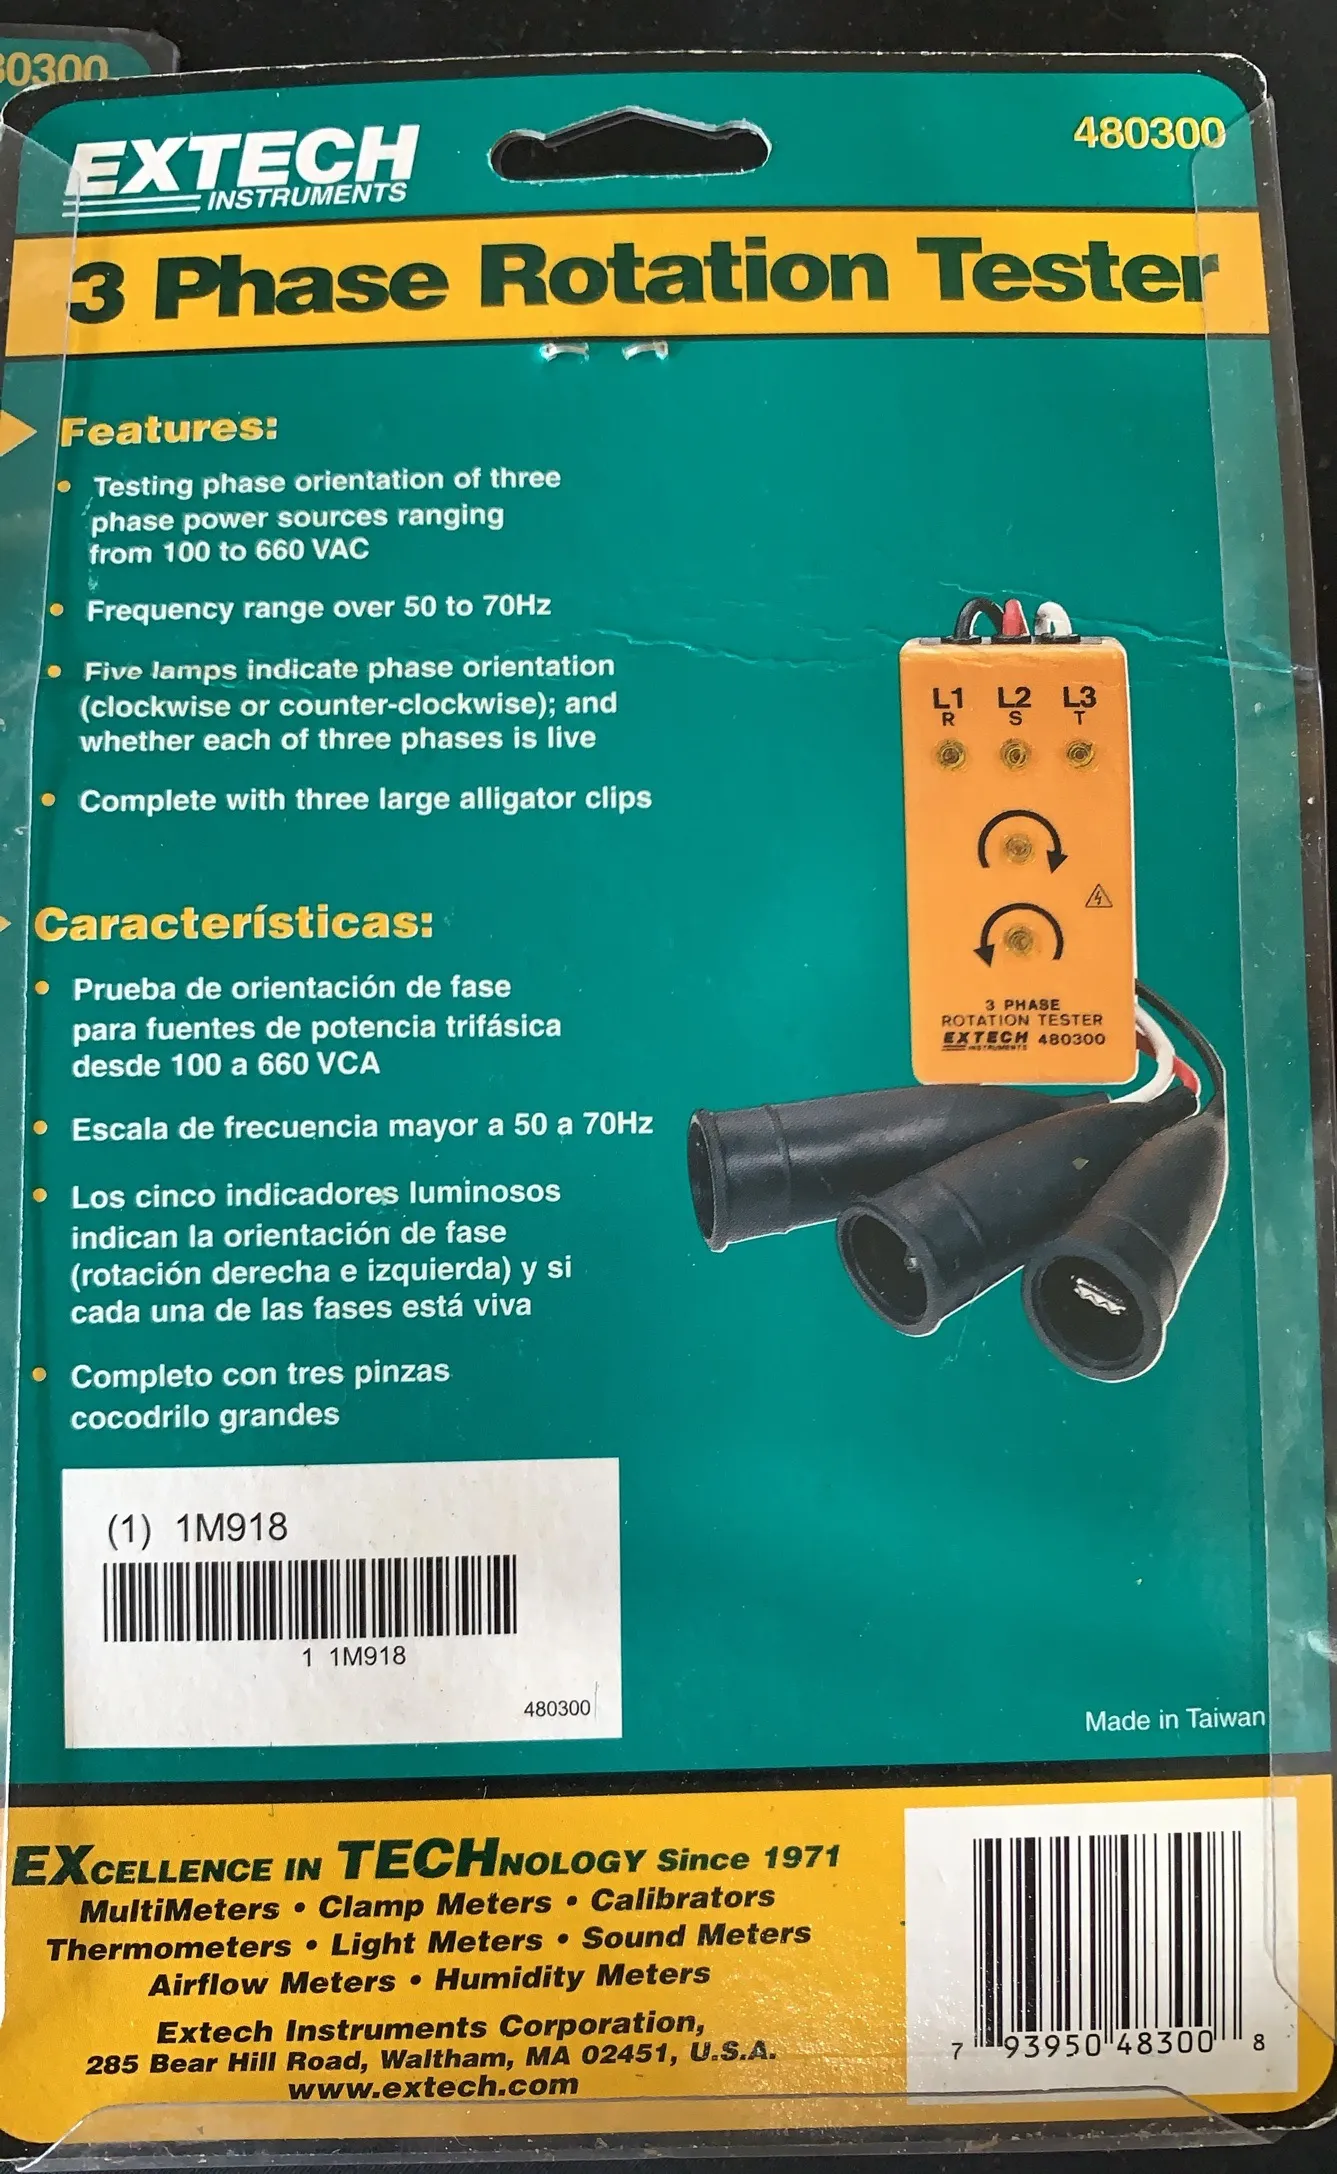 30300
EXTECH
INSTRUMENTS
480300
3 Phase Rotation Tester
Features:
• Testing phase orientation of three
phase power sources ranging
from 100 to 660 VAC
• Frequency range over 50 to 70Hz
• Five lamps indicate phase orientation
(clockwise or counter-clockwise); and
whether each of three phases is live
• Complete with three large alligator clips
L1 L2 L3
R S T
3 PHASE
ROTATION TESTER
EXTECH 480300
INSTRUMENTS
Características:
• Prueba de orientación de fase
para fuentes de potencia trifásica
desde 100 a 660 VCA
• Escala de frecuencia mayor a 50 a 70Hz
• Los cinco indicadores luminosos
indican la orientación de fase
(rotación derecha e izquierda) y si
cada una de las fases está viva
• Completo con tres pinzas
cocodrilo grandes
(1) 1M918
1 1M918
480300
Made in Taiwan
EXCELLENCE IN TECHNOLOGY Since 1971
MultiMeters • Clamp Meters • Calibrators
Thermometers • Light Meters • Sound Meters
Airflow Meters • Humidity Meters
Extech Instruments Corporation,
285 Bear Hill Road, Waltham, MA 02451, U.S.A.
www.extech.com
7 93950 48300 8